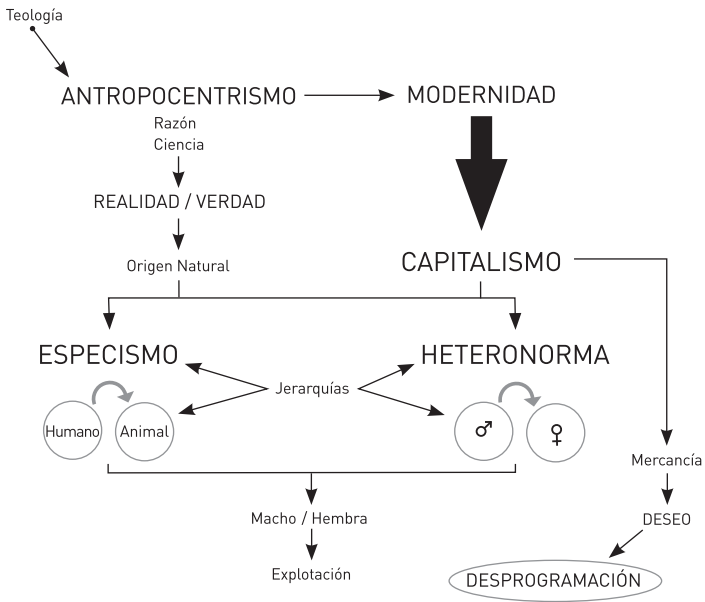 Teología
ANTROPOCENTRISMO
MODERNIDAD
Razón
Ciencia
REALIDAD / VERDAD
Origen Natural
CAPITALISMO
ESPECISMO
HETERONORMA
Jerarquías
Humano
Animal
♂
♀
Mercancía
Macho / Hembra
DESEO
Explotación
DESPROGRAMACIÓN